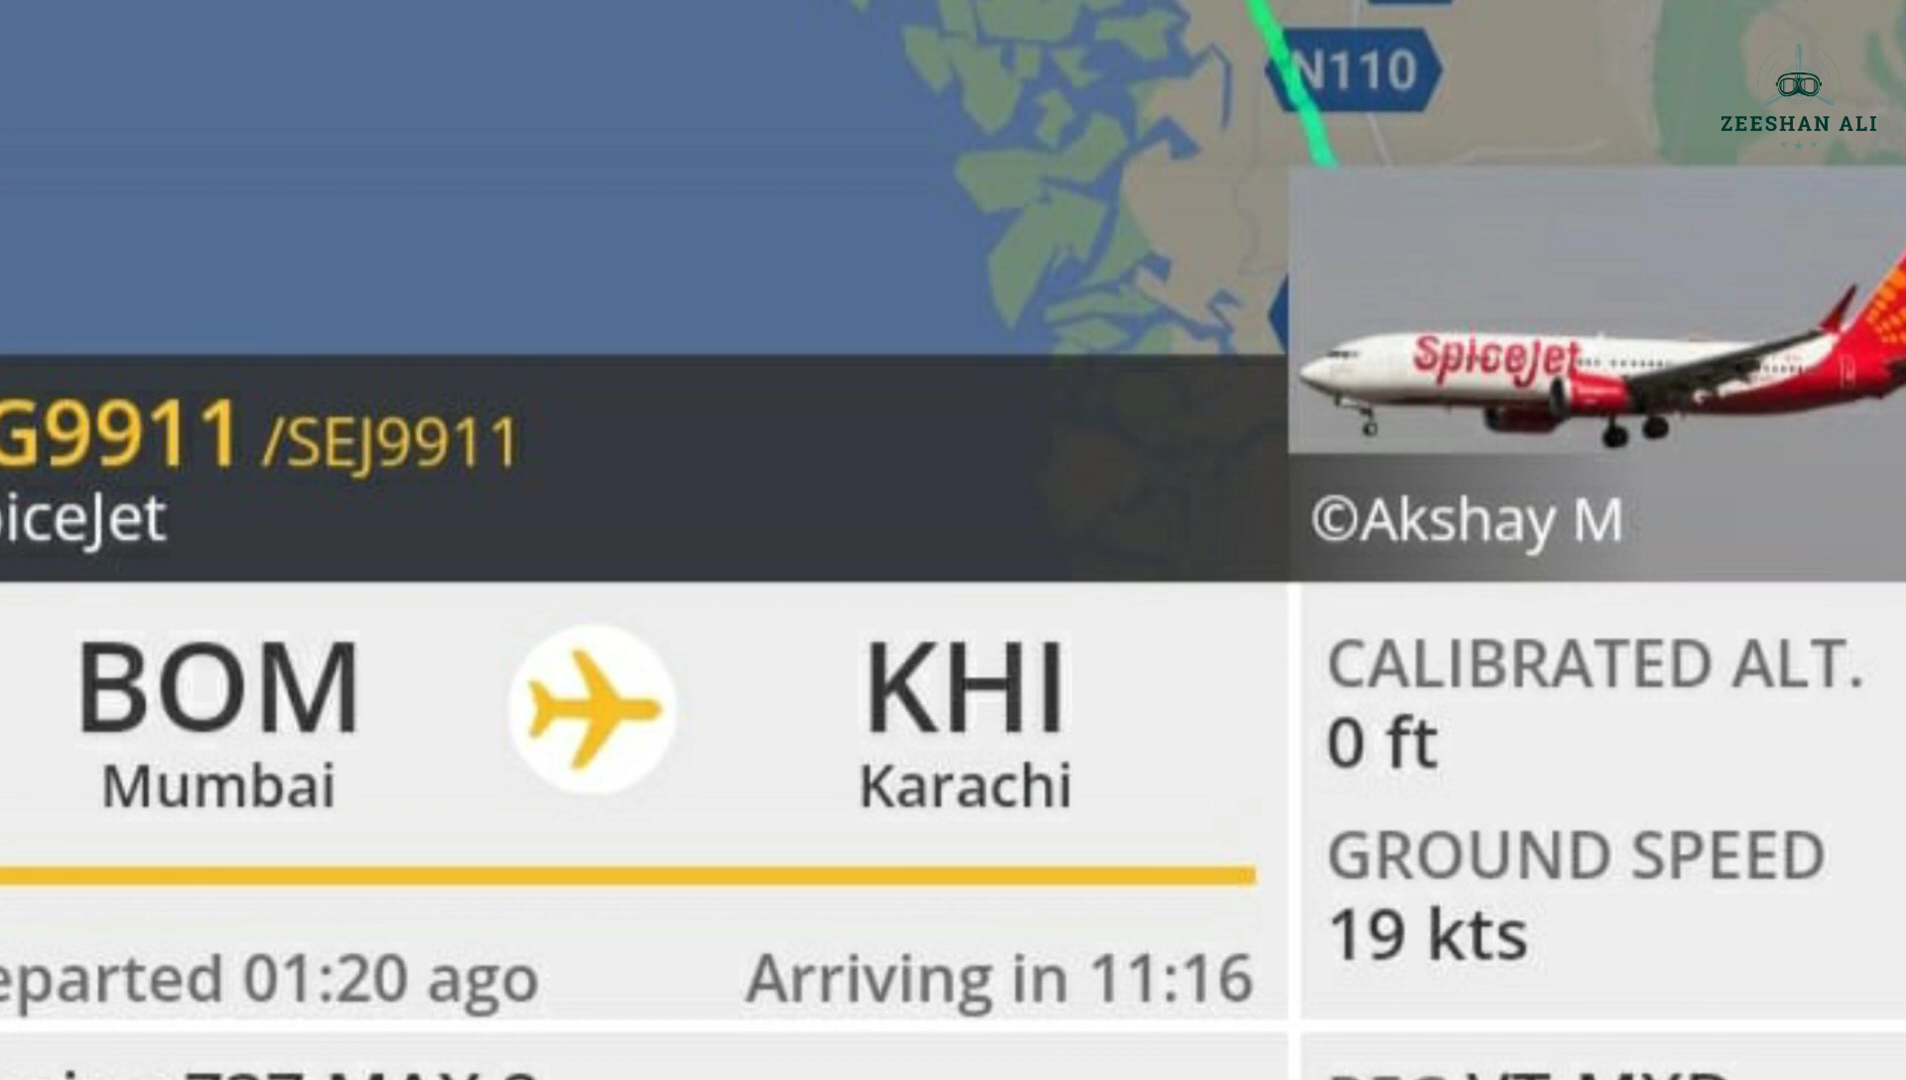 N110
ZEESHAN ALI
SpiceJet
G9911 /SEJ9911
iceJet
©Akshay M
BOM
Mumbai
KHI
Karachi
CALIBRATED ALT.
0 ft
GROUND SPEED
19 kts
eparted 01:20 ago
Arriving in 11:16